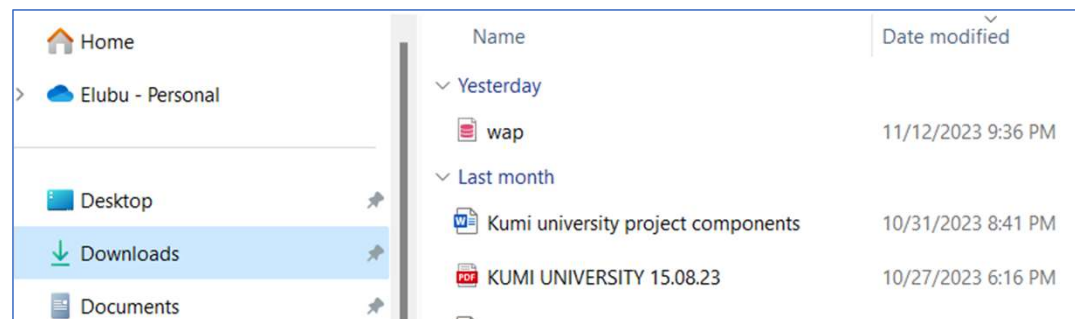 Home
Elubu - Personal
Desktop
Downloads
Documents
Name Date modified
Yesterday
wap 11/12/2023 9:36 PM
Last month
Kumi university project components 10/31/2023 8:41 PM
KUMI UNIVERSITY 15.08.23 10/27/2023 6:16 PM